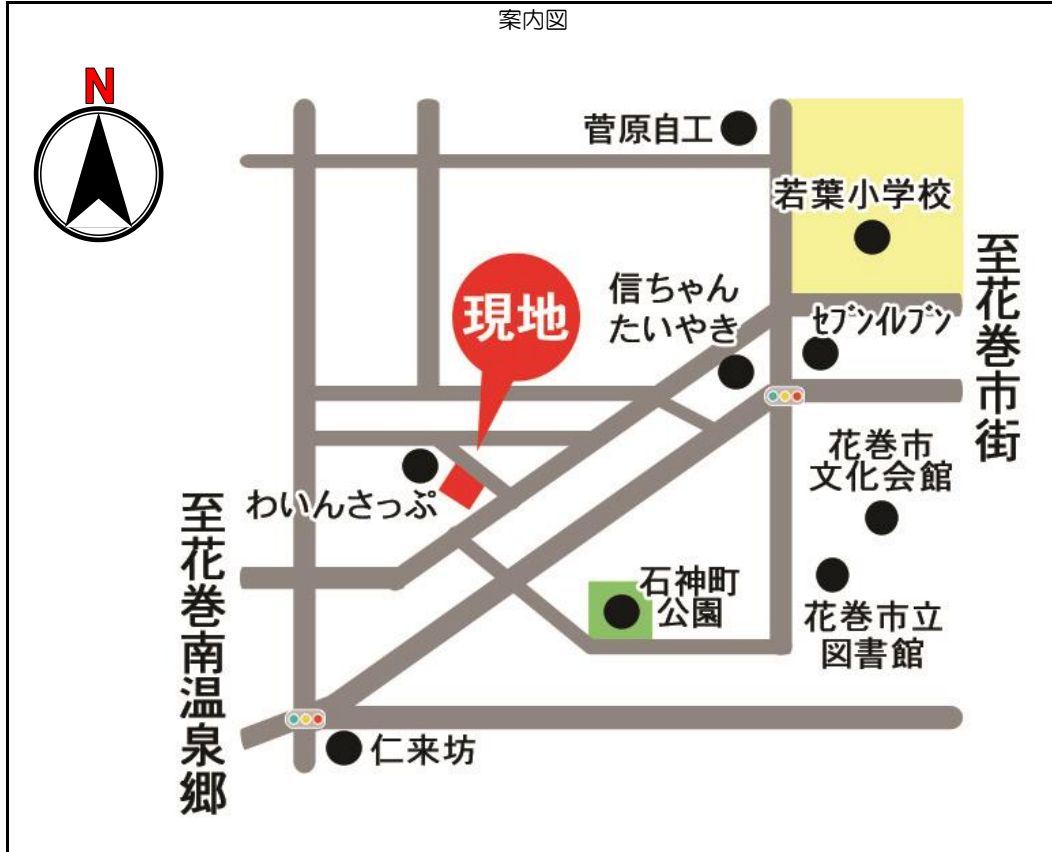 案内図
N
菅原自工
若葉小学校
至花巻市街
現地
信ちゃん
たいやき
ｾﾌﾞﾝｲﾚﾌﾞﾝ
花巻市
文化会館
わいんさっぷ
至花巻南温泉郷
石神町
公園
花巻市立
図書館
仁来坊